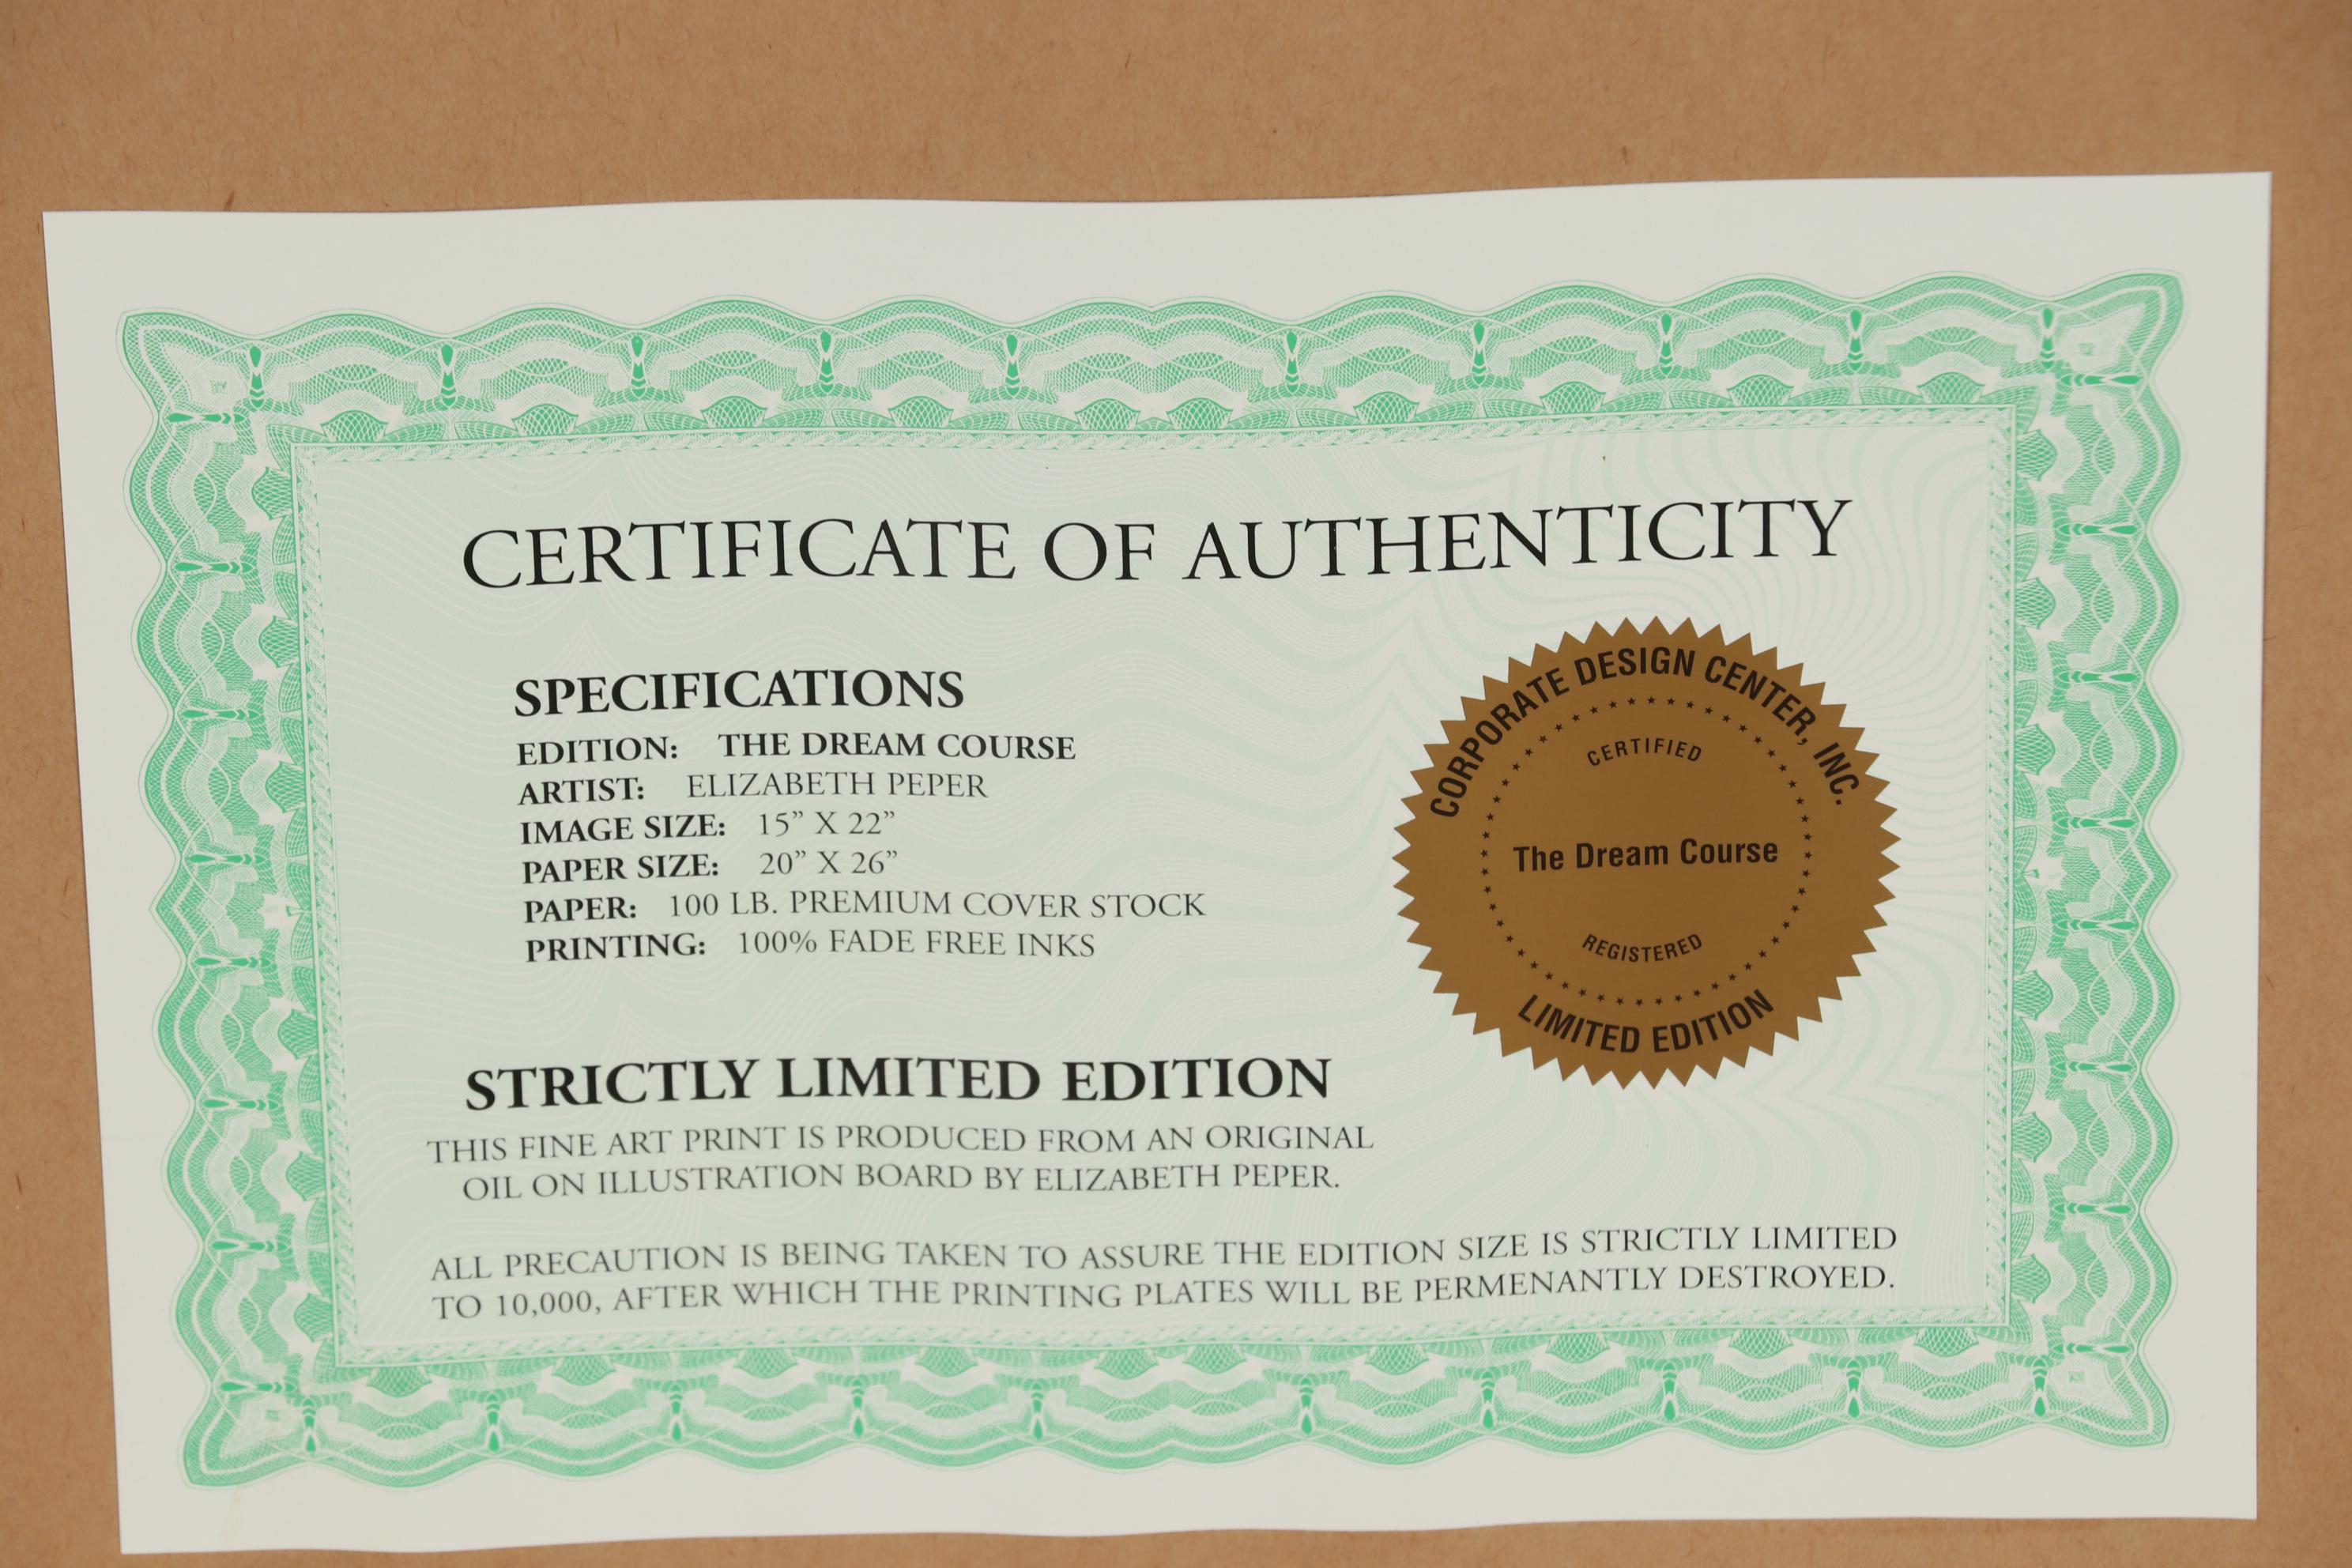 CERTIFICATE OF AUTHENTICITY
SPECIFICATIONS
EDITION: THE DREAM COURSE
ARTIST: ELIZABETH PEPER
IMAGE SIZE: 15” X 22”
PAPER SIZE: 20” X 26”
PAPER: 100 LB. PREMIUM COVER STOCK
PRINTING: 100% FADE FREE INKS
CORPORATE DESIGN CENTER, INC.
CERTIFIED
The Dream Course
REGISTERED
LIMITED EDITION
STRICTLY LIMITED EDITION
THIS FINE ART PRINT IS PRODUCED FROM AN ORIGINAL
OIL ON ILLUSTRATION BOARD BY ELIZABETH PEPER.
ALL PRECAUTION IS BEING TAKEN TO ASSURE THE EDITION SIZE IS STRICTLY LIMITED
TO 10,000, AFTER WHICH THE PRINTING PLATES WILL BE PERMENANTLY DESTROYED.